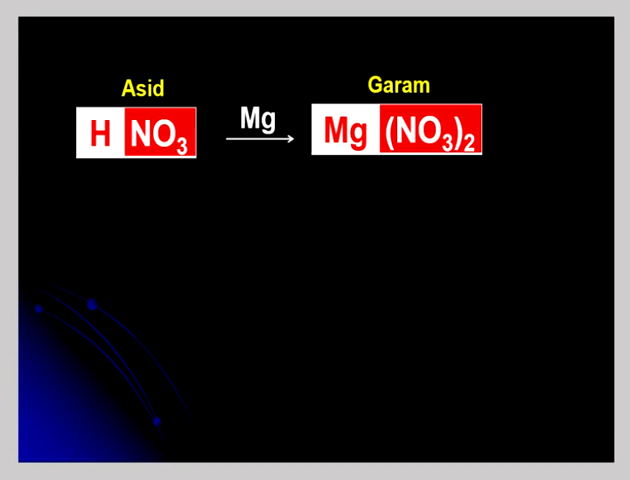 Asid
Garam
H NO₃
Mg
Mg (NO₃)₂